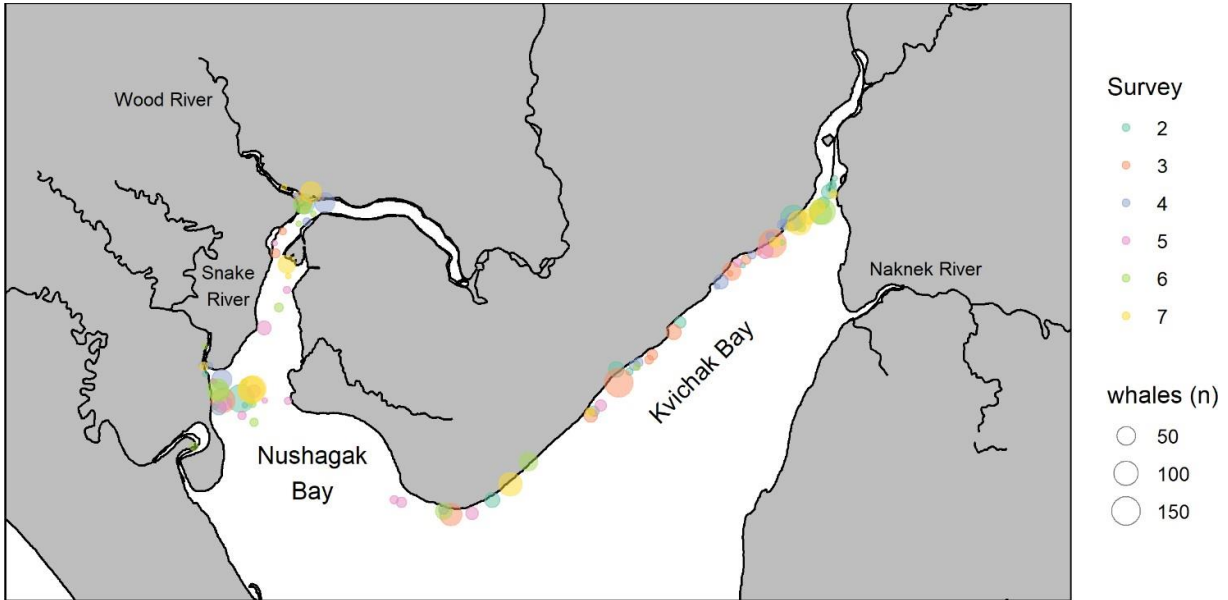 Wood River
Snake
River
Naknek River
Kvichak Bay
Nushagak
Bay
Survey
2
3
4
5
6
7
whales (n)
50
100
150